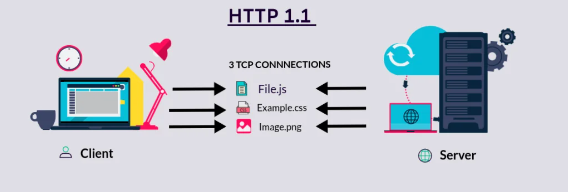 HTTP 1.1
3 TCP CONNNECTIONS
File.js
Example.css
Image.png
Client
Server